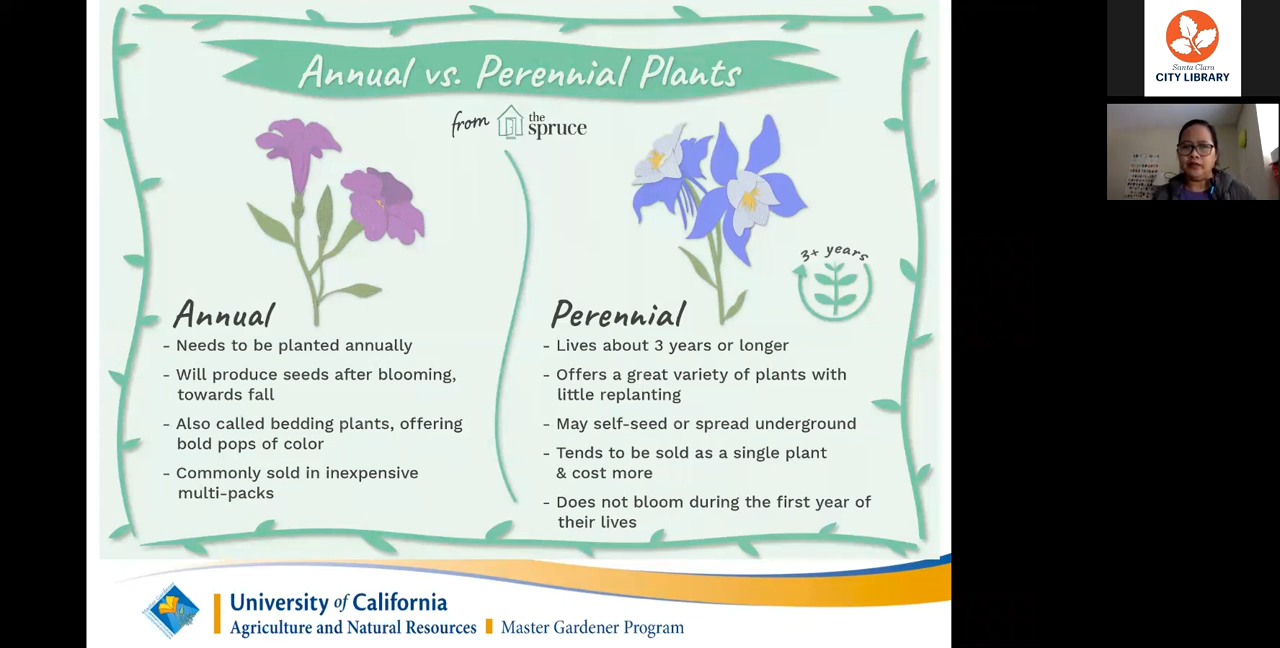 Annual vs. Perennial Plants
from the spruce
3+ years
Annual
- Needs to be planted annually
- Will produce seeds after blooming,
towards fall
- Also called bedding plants, offering
bold pops of color
- Commonly sold in inexpensive
multi-packs
Perennial
- Lives about 3 years or longer
- Offers a great variety of plants with
little replanting
- May self-seed or spread underground
- Tends to be sold as a single plant
& cost more
- Does not bloom during the first year of
their lives
University of California
Agriculture and Natural Resources Master Gardener Program
Santa Clara
CITY LIBRARY